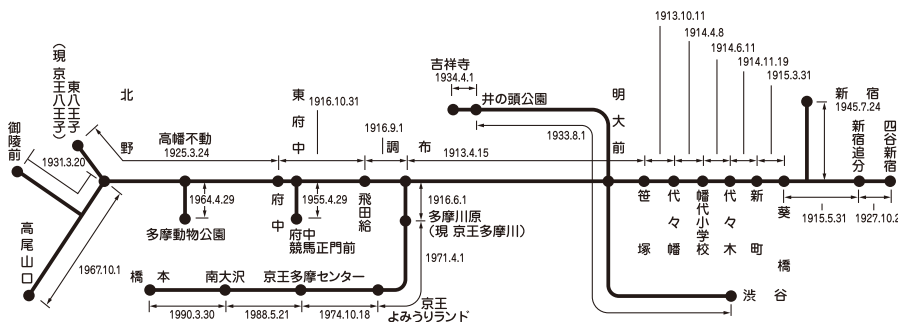 1913.10.11
1914.4.8
1914.6.11
1914.11.19
1915.3.31
吉祥寺
1934.4.1
井の頭公園
明大前
新宿
1945.7.24
新宿追分
四谷新宿
東八王子
(現 京王八王子)
北野
東府中
1916.10.31
1916.9.1
調布
1933.8.1
御陵前
1931.3.20
高幡不動
1925.3.24
1913.4.15
1964.4.29
多摩動物公園
府中
1955.4.29
府中
競馬正門前
飛田給
1916.6.1
多摩川原
(現 京王多摩川)
1971.4.1
笹塚
代々幡
幡代小学校
代々木
新町
葵橋
1915.5.31
1927.10.2
高尾山口
1967.10.1
橋本
南大沢
京王多摩センター
京王
よみうりランド
渋谷
1990.3.30
1988.5.21
1974.10.18